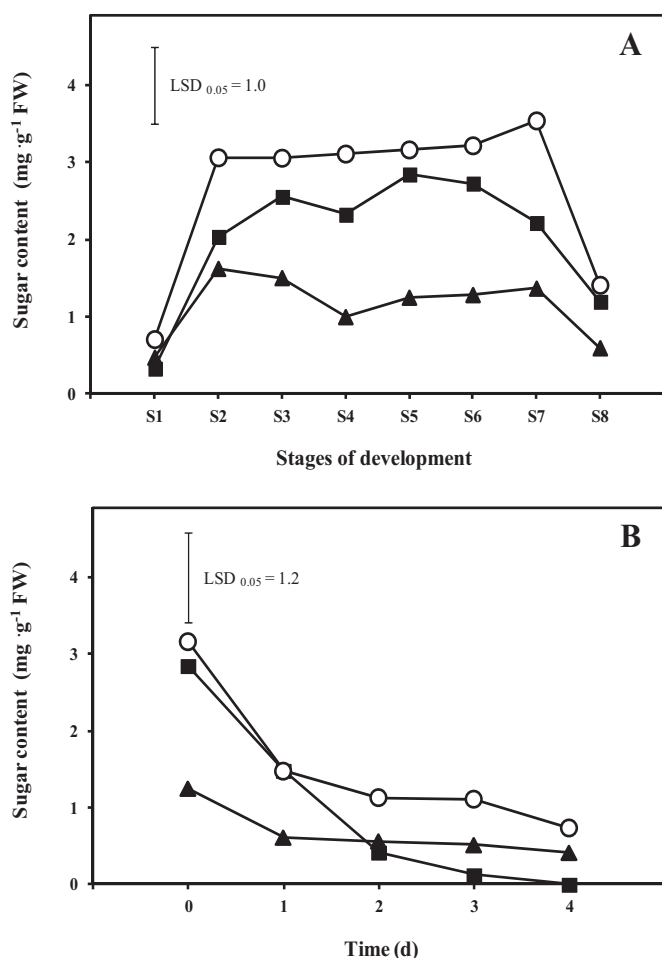 A
LSD 0.05 = 1.0
Sugar content (mg ·g-1 FW)
4
3
2
1
0
S1 S2 S3 S4 S5 S6 S7 S8
Stages of development
B
LSD 0.05 = 1.2
Sugar content (mg ·g-1 FW)
4
3
2
1
0
0 1 2 3 4
Time (d)